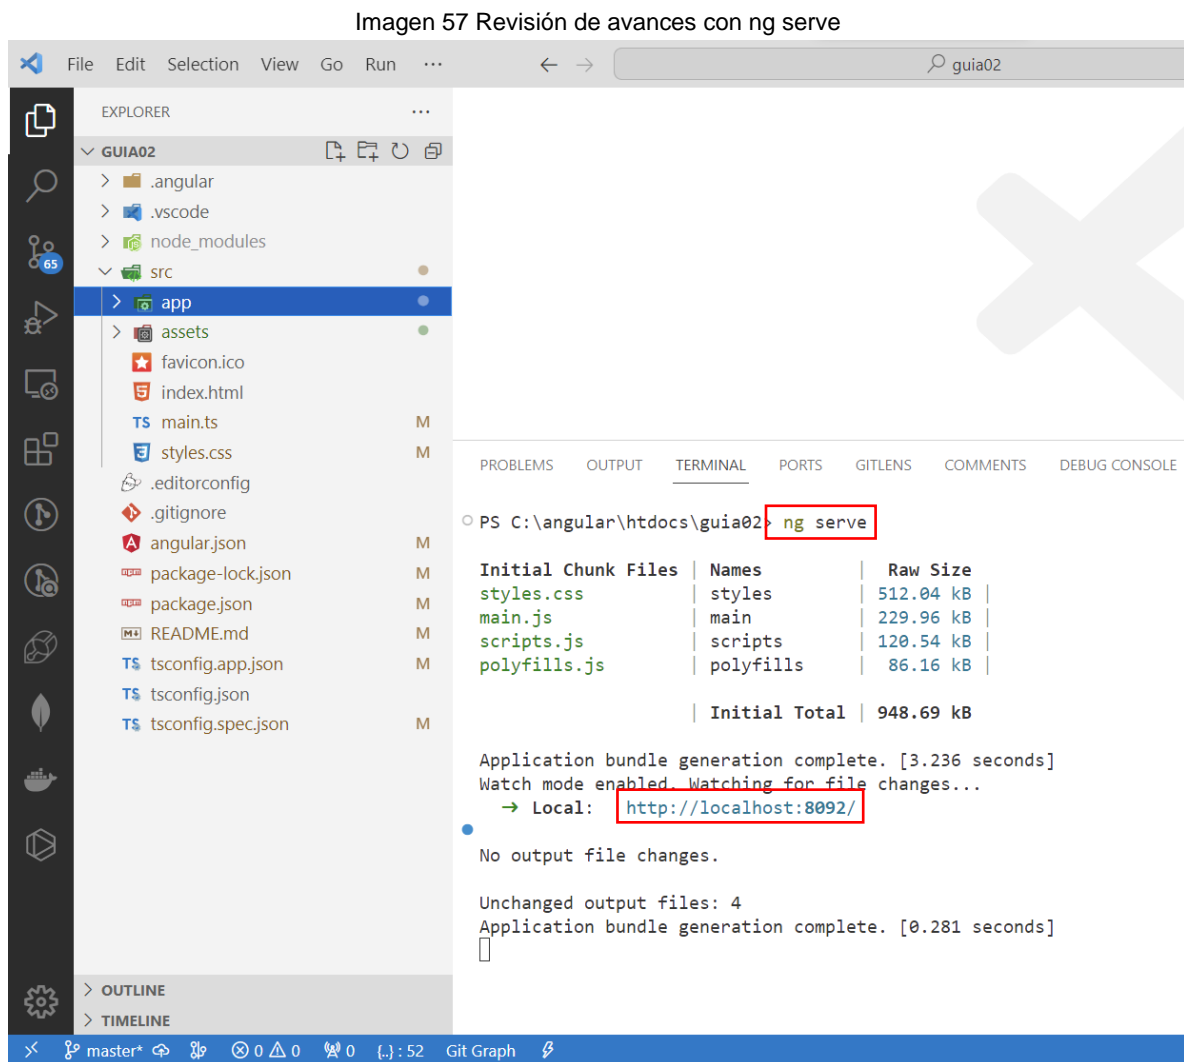 Imagen 57 Revisión de avances con ng serve
File Edit Selection View Go Run ··· guia02
EXPLORER ···
GUIA02
.angular
.vscode
node_modules
65
src
app
assets
favicon.ico
index.html
TS main.ts M
styles.css M
.editorconfig
.gitignore
angular.json M
package-lock.json M
package.json M
README.md M
TS tsconfig.app.json M
TS tsconfig.json
TS tsconfig.spec.json M
OUTLINE
TIMELINE
PROBLEMS OUTPUT TERMINAL PORTS GITLENS COMMENTS DEBUG CONSOLE
PS C:\angular\htdocs\guia02> ng serve
Initial Chunk Files | Names | Raw Size
styles.css | styles | 512.04 kB |
main.js | main | 229.96 kB |
scripts.js | scripts | 120.54 kB |
polyfills.js | polyfills | 86.16 kB |
| Initial Total | 948.69 kB
Application bundle generation complete. [3.236 seconds]
Watch mode enabled. Watching for file changes...
➜ Local: http://localhost:8092/
No output file changes.
Unchanged output files: 4
Application bundle generation complete. [0.281 seconds]
master* 0 0 0 {..} : 52 Git Graph